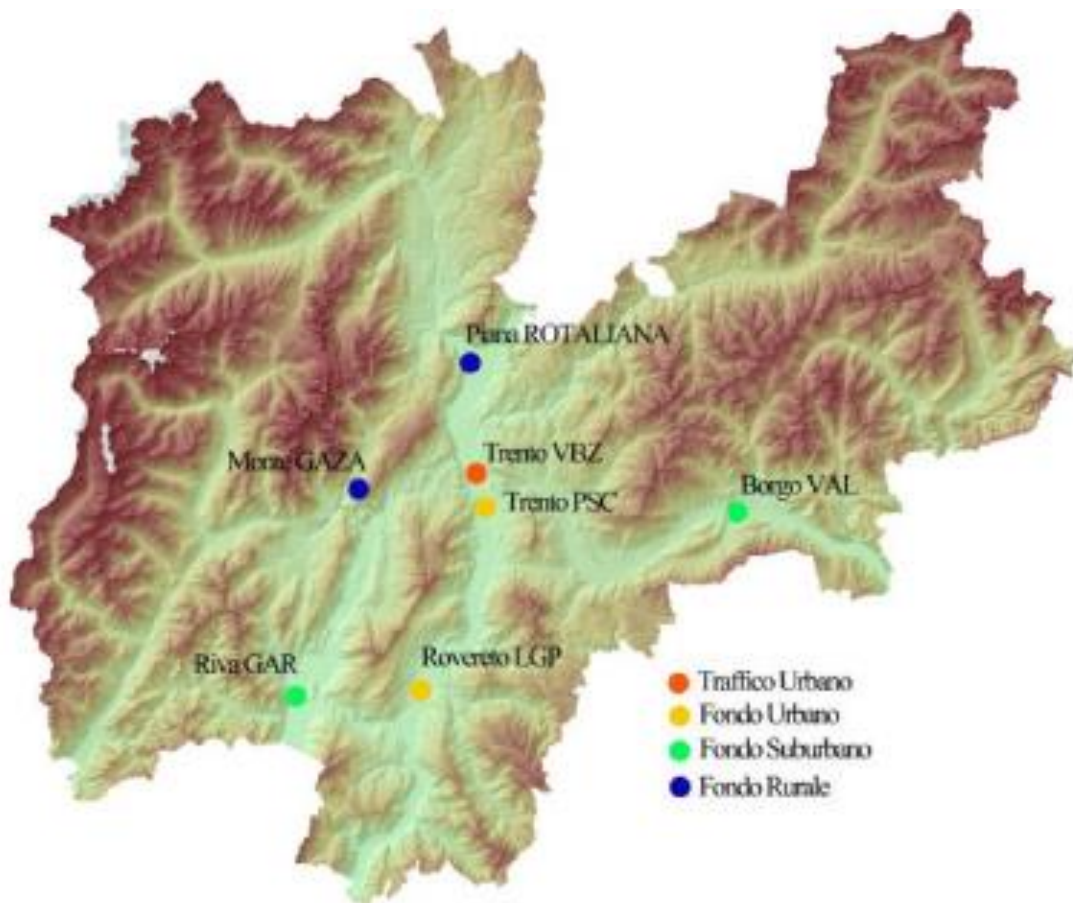 Piana ROTALIANA
Trento VBZ
Monte GAZA
Trento PSC
Borgo VAL
Riva GAR
Rovereto LGP
Traffico Urbano
Fondo Urbano
Fondo Suburbano
Fondo Rurale